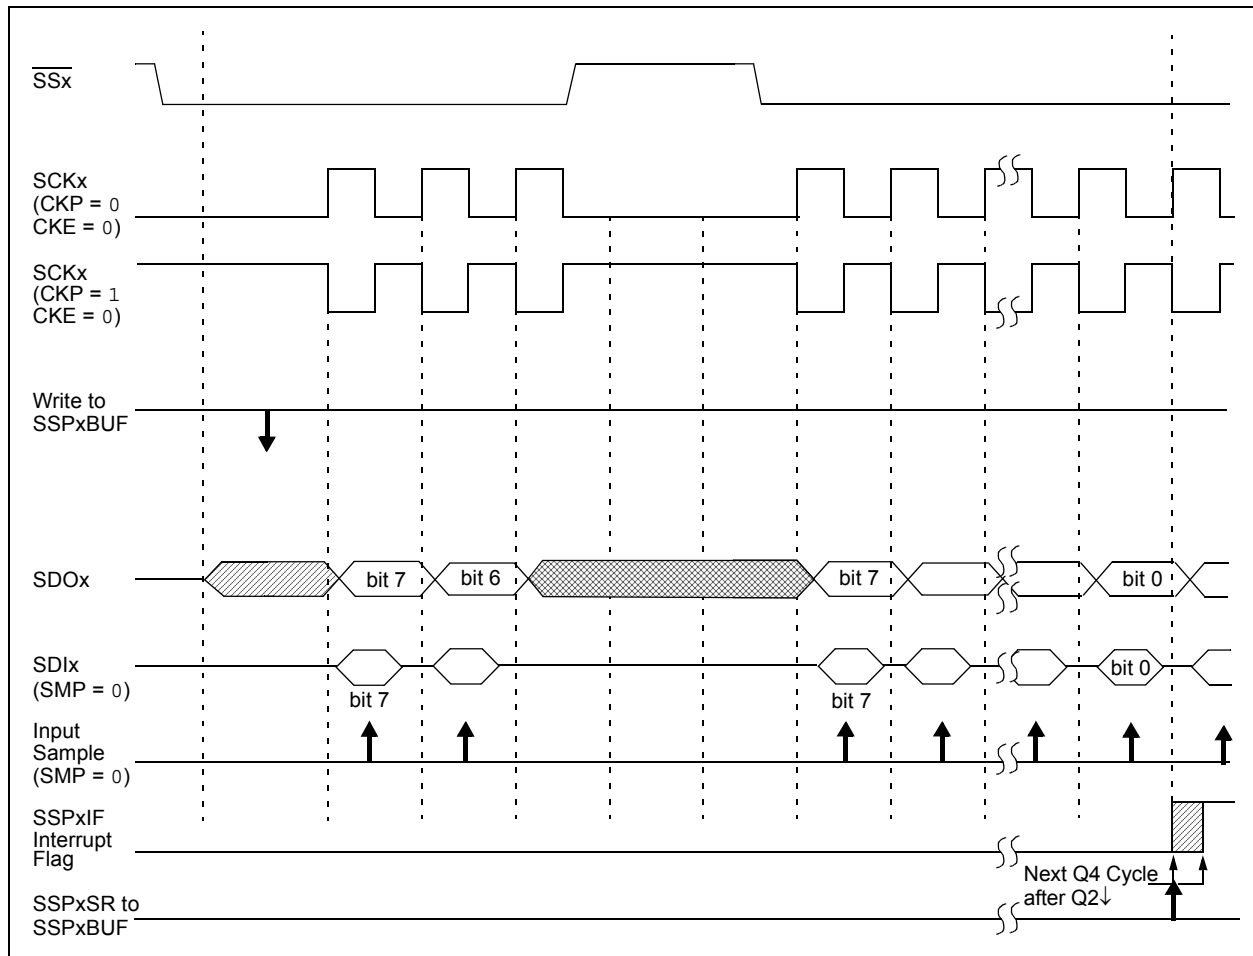 SSx
SCKx
(CKP = 0
CKE = 0)
SCKx
(CKP = 1
CKE = 0)
Write to
SSPxBUF
SDOx
bit 7
bit 6
bit 7
bit 0
SDIx
(SMP = 0)
bit 7
bit 7
bit 0
Input
Sample
(SMP = 0)
SSPxIF
Interrupt
Flag
Next Q4 Cycle
after Q2↓
SSPxSR to
SSPxBUF